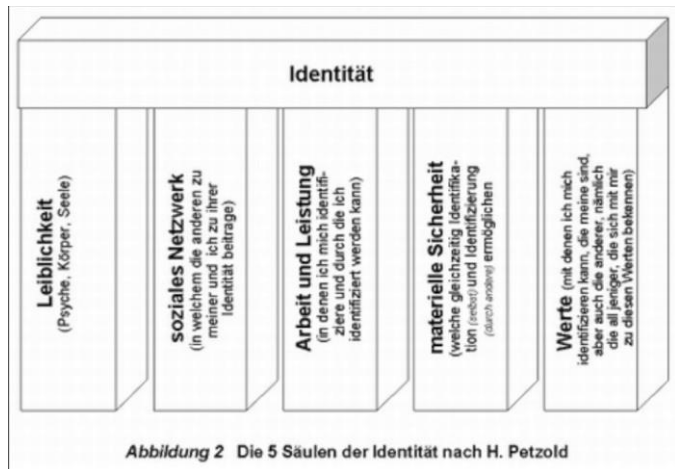 Identität
Leiblichkeit
(Psyche, Körper, Seele)
soziales Netzwerk
(in welchem die anderen zu
meiner und ich zu ihrer
Identität beitrage)
Arbeit und Leistung
(in denen ich mich identifi-
ziere und durch die ich
identifiziert werden kann)
materielle Sicherheit
(welche gleichzeitig Identifika-
tion (selbst) und Identifizierung
(durch andere) ermöglichen
Werte (mit denen ich mich
identifizieren kann, die meine sind,
aber auch die anderer, nämlich
die all jeniger, die sich mit mir
zu diesen Werten bekennen)
Abbildung 2 Die 5 Säulen der Identität nach H. Petzold